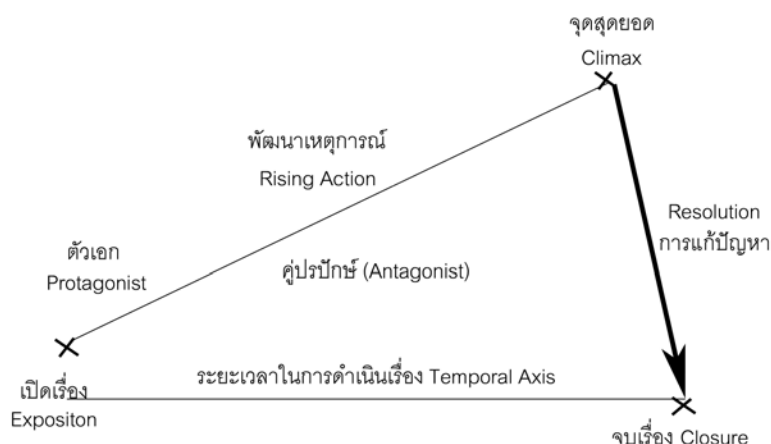 จุดสุดยอด
Climax
พัฒนาเหตุการณ์
Rising Action
Resolution
การแก้ปัญหา
ตัวเอก
Protagonist
คู่ปรปักษ์ (Antagonist)
ระยะเวลาในการดำเนินเรื่อง Temporal Axis
เปิดเรื่อง
Expositon
จบเรื่อง Closure